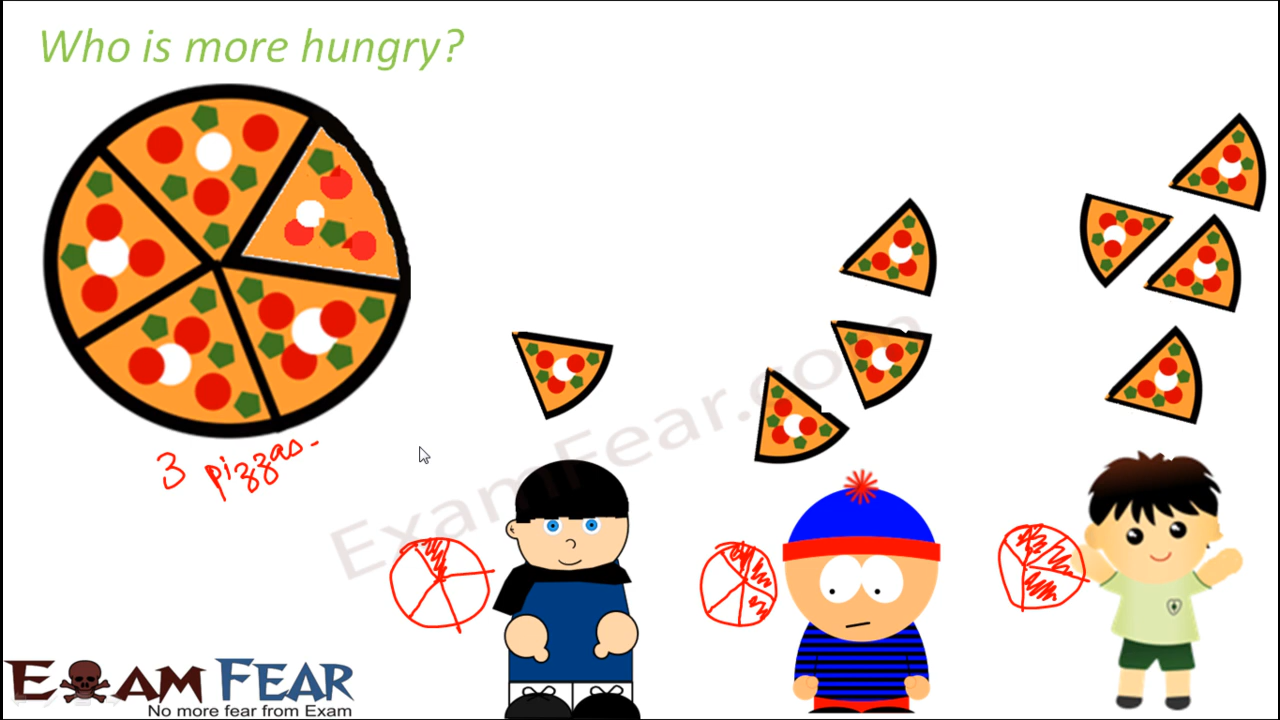 Who is more hungry?
3 pizzas-
ExamFear.com
EXAM FEAR
No more fear from Exam